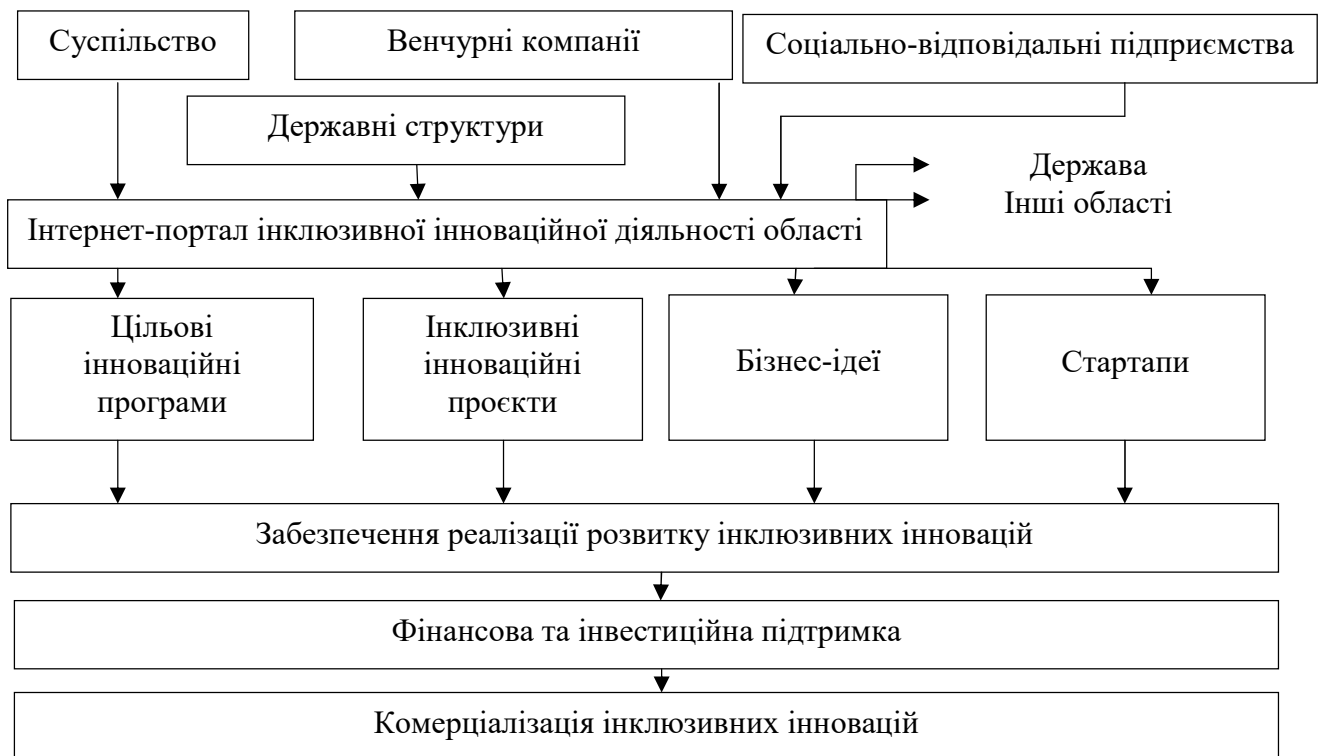 Суспільство
Венчурні компанії
Соціально-відповідальні підприємства
Державні структури
Держава
Інші області
Інтернет-портал інклюзивної інноваційної діяльності області
Цільові
інноваційні
програми
Інклюзивні
інноваційні
проєкти
Бізнес-ідеї
Стартапи
Забезпечення реалізації розвитку інклюзивних інновацій
Фінансова та інвестиційна підтримка
Комерціалізація інклюзивних інновацій